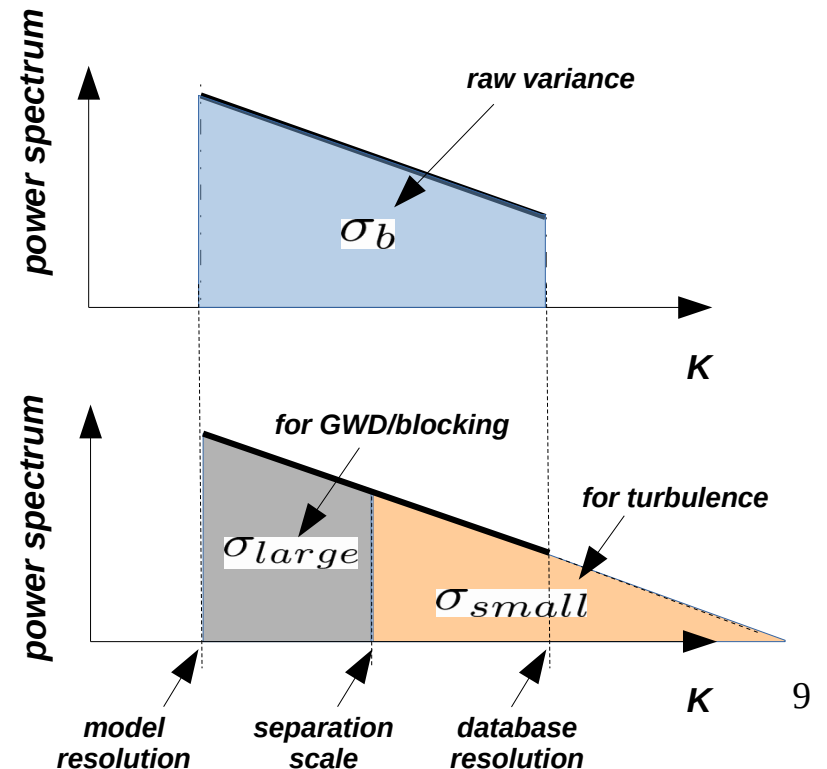 power spectrum
raw variance
σb
K
power spectrum
for GWD/blocking
for turbulence
σlarge
σsmall
K
9
model
resolution
separation
scale
database
resolution